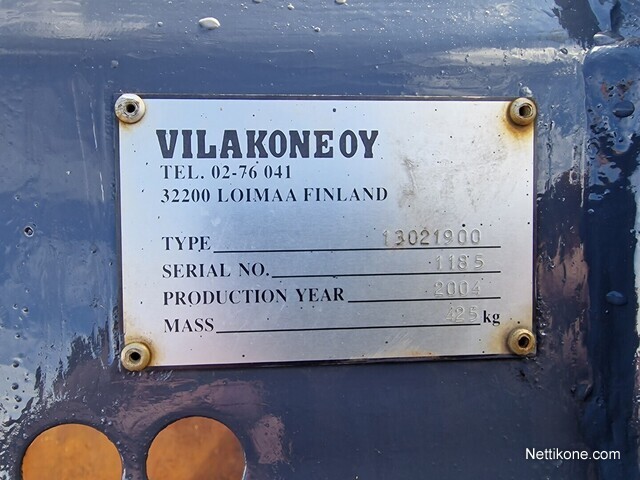 VILAKONE OY
TEL. 02-76 041
32200 LOIMAA FINLAND
TYPE 13021900
SERIAL NO. 1185
PRODUCTION YEAR 2004
MASS 425 kg
Nettikone.com